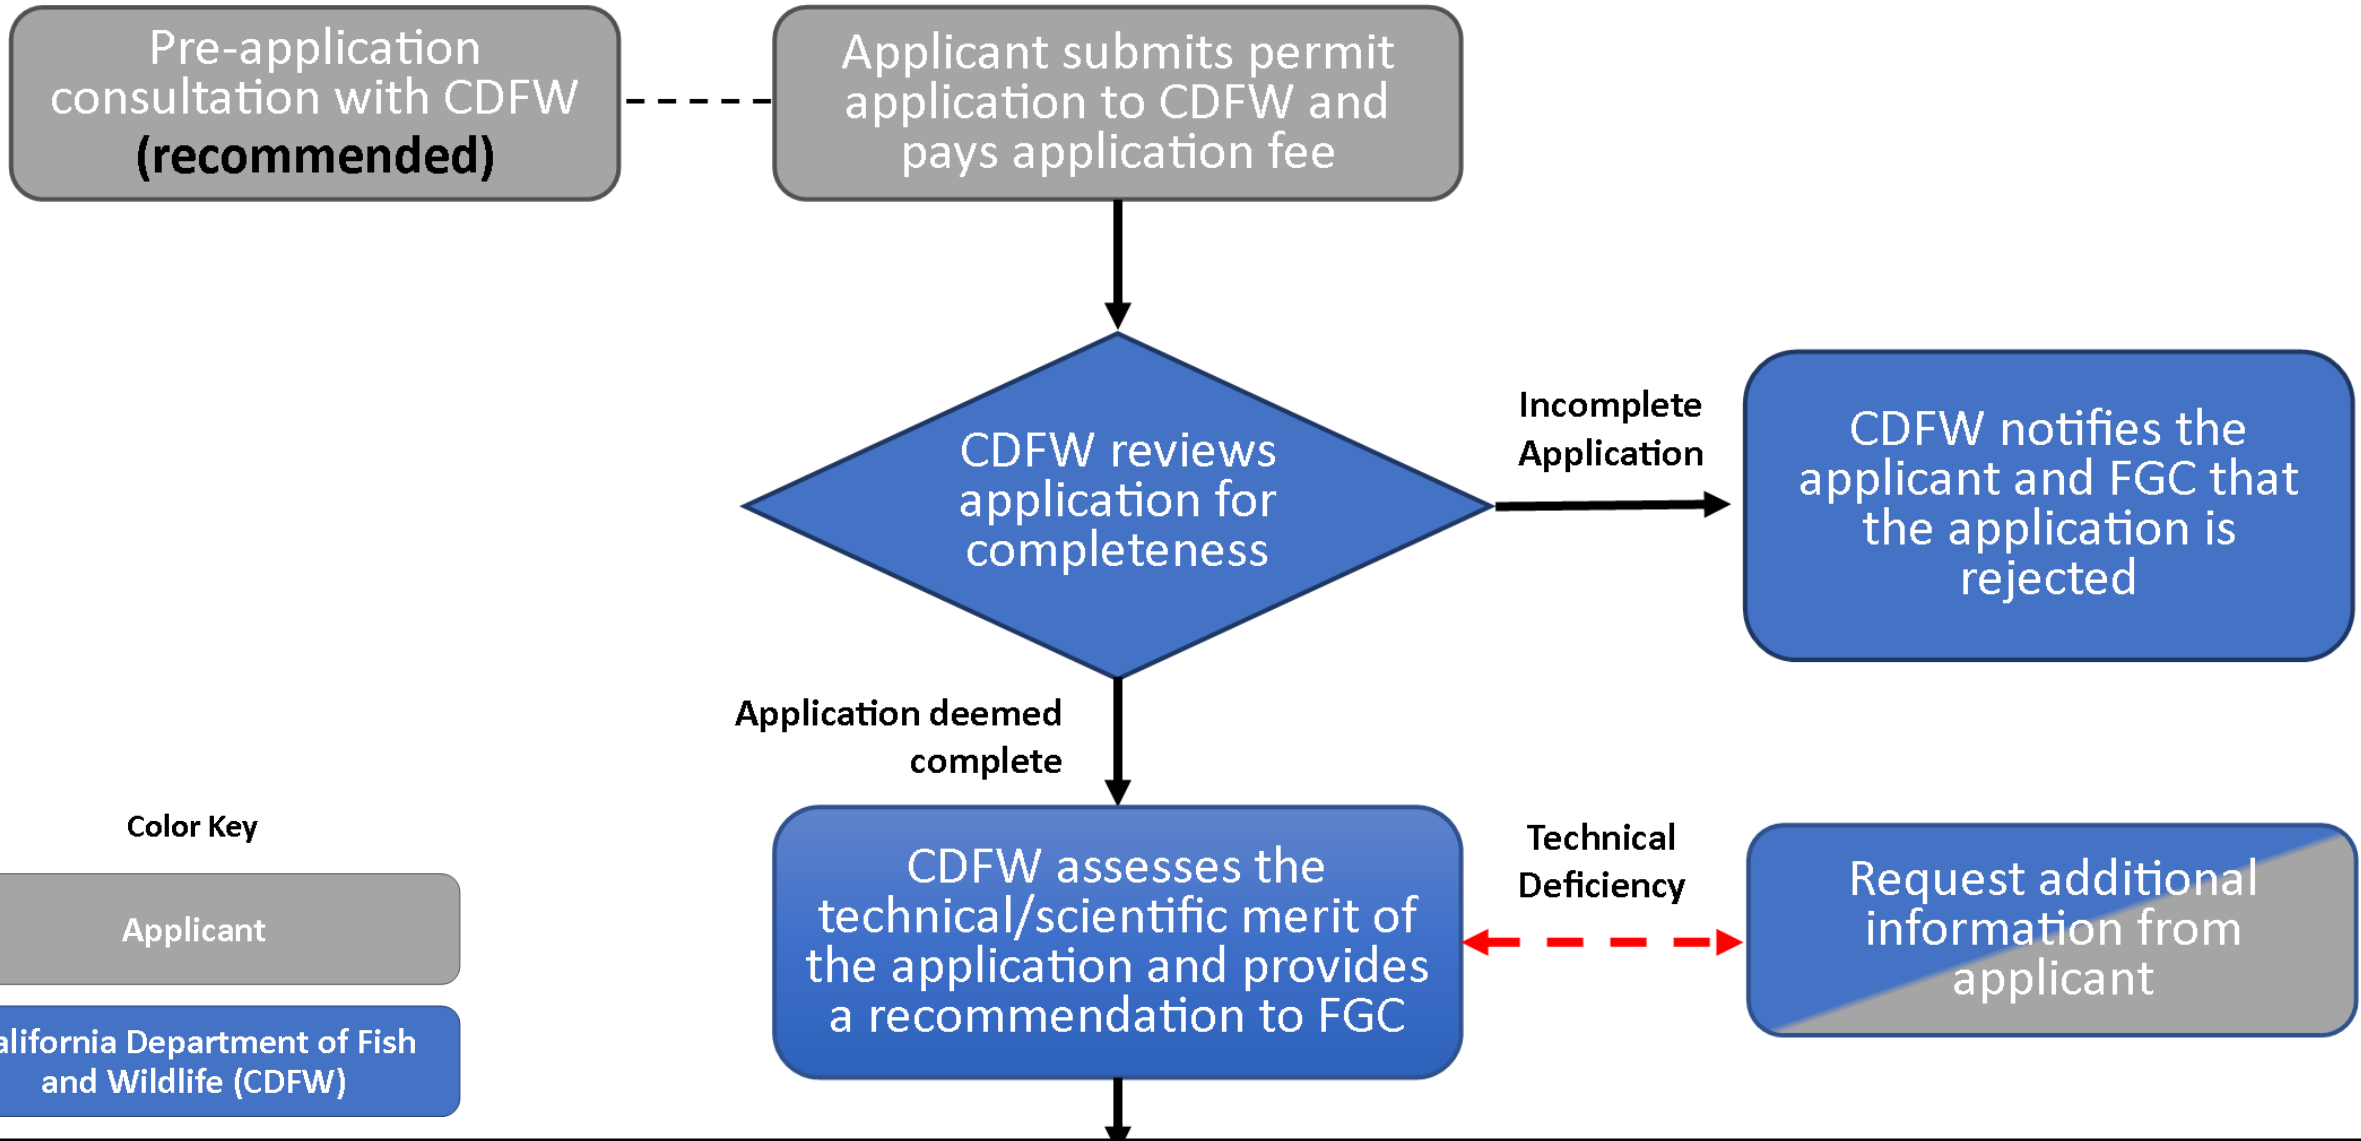 Pre-application
consultation with CDFW
(recommended)
Applicant submits permit
application to CDFW and
pays application fee
CDFW reviews
application for
completeness
Incomplete
Application
CDFW notifies the
applicant and FGC that
the application is
rejected
Application deemed
complete
CDFW assesses the
technical/scientific merit of
the application and provides
a recommendation to FGC
Technical
Deficiency
Request additional
information from
applicant
Color Key
Applicant
alifornia Department of Fish
and Wildlife (CDFW)